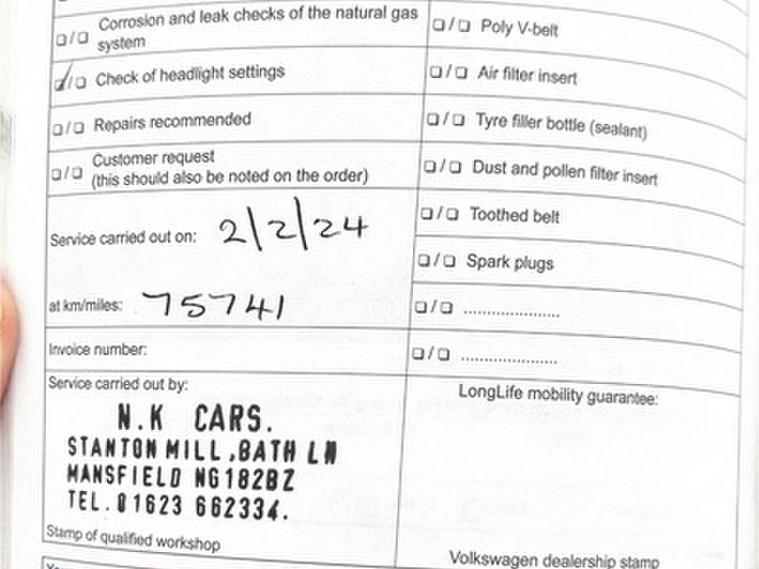 ☐/☐ Corrosion and leak checks of the natural gas
system
☑/☐ Check of headlight settings
☐/☐ Repairs recommended
☐/☐ Customer request
(this should also be noted on the order)
Service carried out on: 2/2/24
at km/miles: 75741
Invoice number:
Service carried out by:
N.K CARS.
STANTON MILL,BATH LN
MANSFIELD NG182BZ
TEL.01623 662334.
Stamp of qualified workshop
☐/☐ Poly V-belt
☐/☐ Air filter insert
☐/☐ Tyre filler bottle (sealant)
☐/☐ Dust and pollen filter insert
☐/☐ Toothed belt
☐/☐ Spark plugs
☐/☐ .....................
☐/☐ .....................
LongLife mobility guarantee:
Volkswagen dealership stamp